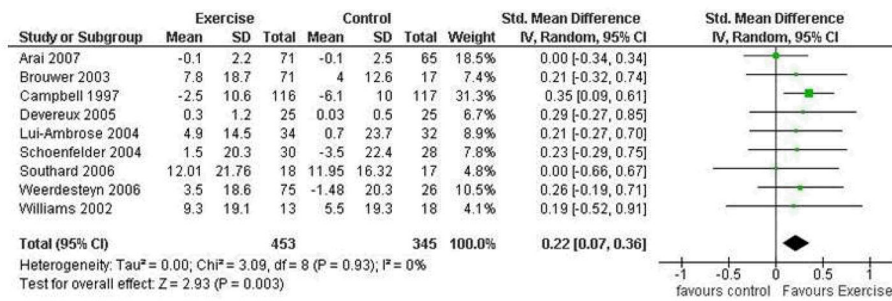 Exercise Control Std. Mean Difference Std. Mean Difference
Study or Subgroup Mean SD Total Mean SD Total Weight IV, Random, 95% CI IV, Random, 95% CI
Arai 2007 -0.1 2.2 71 -0.1 2.5 65 18.5% 0.00 [-0.34, 0.34]
Brouwer 2003 7.8 18.7 71 4 12.6 17 7.5% 0.21 [-0.32, 0.74]
Campbell 1997 -2.5 10.6 116 -6.1 10 117 31.3% 0.35 [0.09, 0.61]
Devereux 2005 0.3 1.2 25 0.03 0.5 25 6.7% 0.29 [-0.27, 0.85]
Lui-Ambrose 2004 4.9 14.5 34 0.7 23.7 32 8.9% 0.21 [-0.27, 0.70]
Schoenfelder 2004 1.5 20.3 30 -3.5 22.4 28 7.8% 0.23 [-0.29, 0.75]
Southard 2006 12.01 21.76 18 11.95 16.32 17 4.7% 0.00 [-0.66, 0.67]
Weerdesteyn 2006 3.5 18.6 75 -1.48 20.3 26 10.4% 0.26 [-0.19, 0.71]
Williams 2002 9.3 19.1 13 5.5 19.3 18 4.1% 0.19 [-0.52, 0.91]
Total (95% CI) 453 345 100.0% 0.22 [0.07, 0.36]
Heterogeneity: Tau² = 0.00; Chi² = 3.09, df = 8 (P = 0.93); I² = 0%
Test for overall effect: Z = 2.93 (P = 0.003)
-1 -0.5 0 0.5 1
favours control Favours Exercise